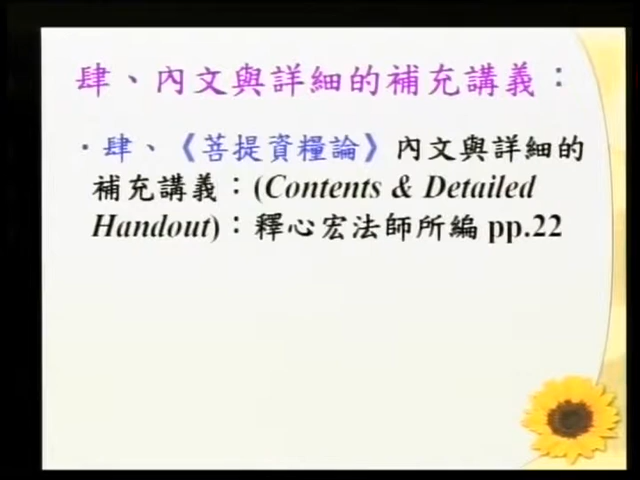 肆、內文與詳細的補充講義：
· 肆、《菩提資糧論》內文與詳細的
補充講義：(Contents & Detailed
Handout)：釋心宏法師所編 pp.22